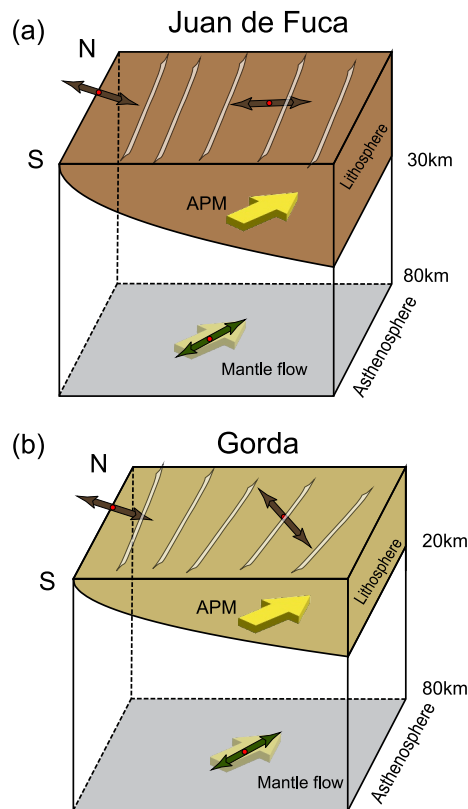 (a)
Juan de Fuca
N
S
30km
Lithosphere
APM
80km
Asthenosphere
Mantle flow
(b)
Gorda
N
S
20km
Lithosphere
APM
80km
Asthenosphere
Mantle flow